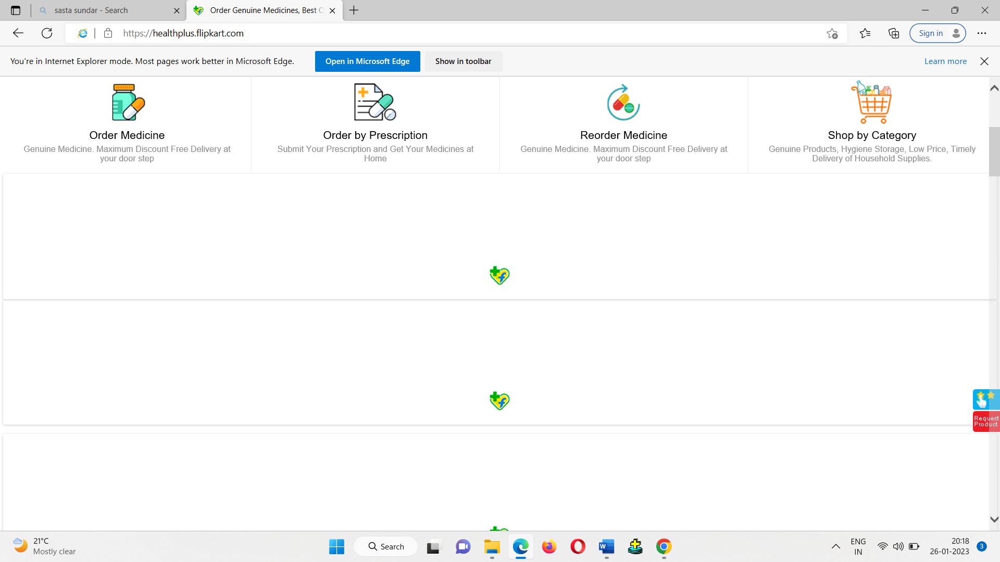 sasta sundar - Search
Order Genuine Medicines, Best O
https://healthplus.flipkart.com
Sign in
You're in Internet Explorer mode. Most pages work better in Microsoft Edge.
Open in Microsoft Edge
Show in toolbar
Learn more
Order Medicine
Genuine Medicine. Maximum Discount Free Delivery at
your door step
Order by Prescription
Submit Your Prescription and Get Your Medicines at
Home
Reorder Medicine
Genuine Medicine. Maximum Discount Free Delivery at
your door step
Shop by Category
Genuine Products, Hygiene Storage, Low Price, Timely
Delivery of Household Supplies.
Request
Product
21°C
Mostly clear
Search
ENG
IN
20:18
26-01-2023
3